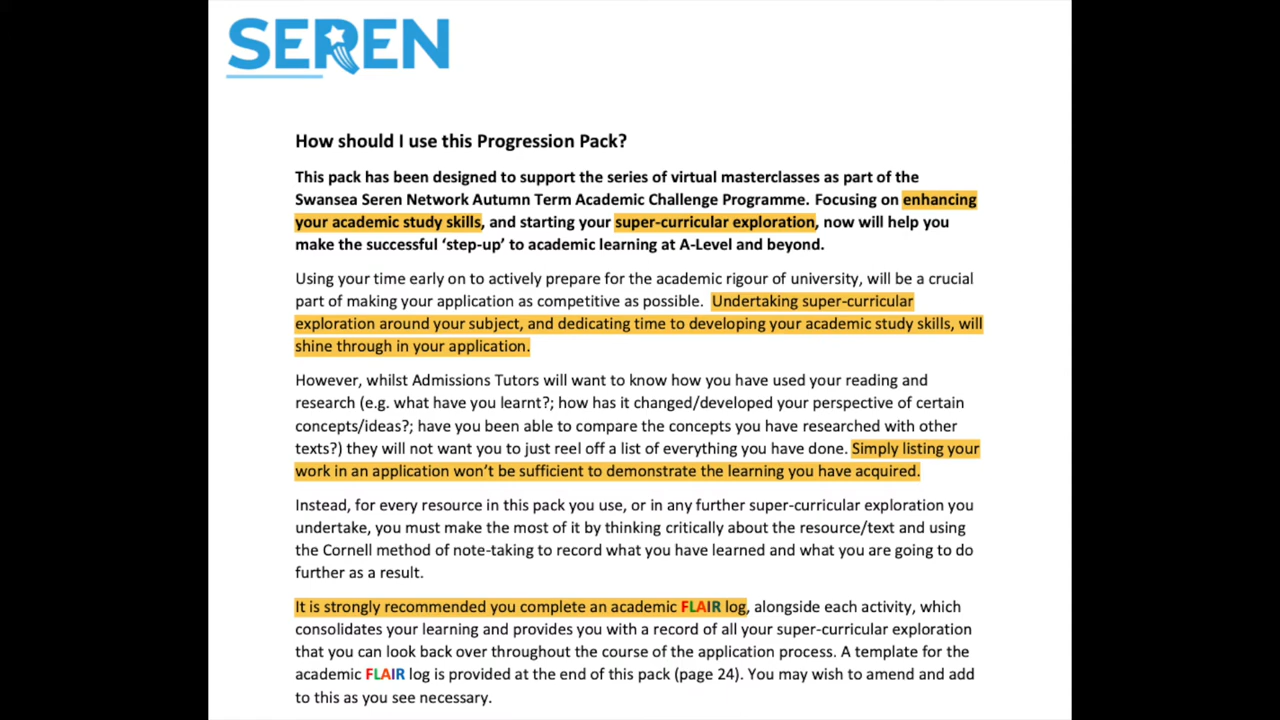 SEREN
How should I use this Progression Pack?
This pack has been designed to support the series of virtual masterclasses as part of the
Swansea Seren Network Autumn Term Academic Challenge Programme. Focusing on enhancing
your academic study skills, and starting your super-curricular exploration, now will help you
make the successful ‘step-up’ to academic learning at A-Level and beyond.
Using your time early on to actively prepare for the academic rigour of university, will be a crucial
part of making your application as competitive as possible. Undertaking super-curricular
exploration around your subject, and dedicating time to developing your academic study skills, will
shine through in your application.
However, whilst Admissions Tutors will want to know how you have used your reading and
research (e.g. what have you learnt?; how has it changed/developed your perspective of certain
concepts/ideas?; have you been able to compare the concepts you have researched with other
texts?) they will not want you to just reel off a list of everything you have done. Simply listing your
work in an application won’t be sufficient to demonstrate the learning you have acquired.
Instead, for every resource in this pack you use, or in any further super-curricular exploration you
undertake, you must make the most of it by thinking critically about the resource/text and using
the Cornell method of note-taking to record what you have learned and what you are going to do
further as a result.
It is strongly recommended you complete an academic FLAIR log, alongside each activity, which
consolidates your learning and provides you with a record of all your super-curricular exploration
that you can look back over throughout the course of the application process. A template for the
academic FLAIR log is provided at the end of this pack (page 24). You may wish to amend and add
to this as you see necessary.